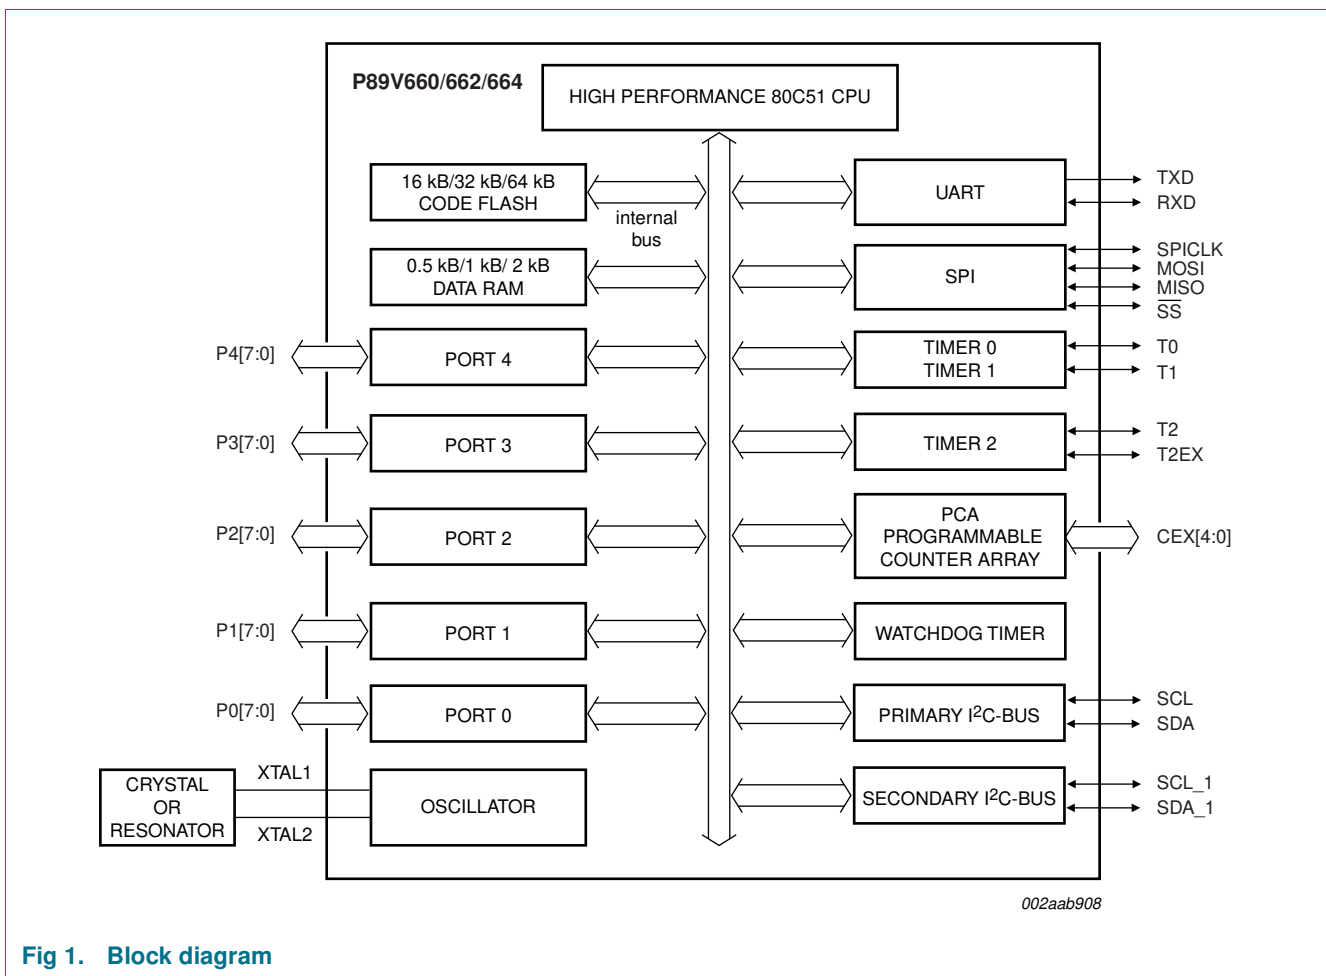 P89V660/662/664
HIGH PERFORMANCE 80C51 CPU
16 kB/32 kB/64 kB
CODE FLASH
internal
bus
UART
TXD
RXD
0.5 kB/1 kB/ 2 kB
DATA RAM
SPI
SPICLK
MOSI
MISO
SS
P4[7:0]
PORT 4
TIMER 0
TIMER 1
T0
T1
P3[7:0]
PORT 3
TIMER 2
T2
T2EX
P2[7:0]
PORT 2
PCA
PROGRAMMABLE
COUNTER ARRAY
CEX[4:0]
P1[7:0]
PORT 1
WATCHDOG TIMER
P0[7:0]
PORT 0
PRIMARY I²C-BUS
SCL
SDA
CRYSTAL
OR
RESONATOR
XTAL1
XTAL2
OSCILLATOR
SECONDARY I²C-BUS
SCL_1
SDA_1
002aab908
Fig 1. Block diagram